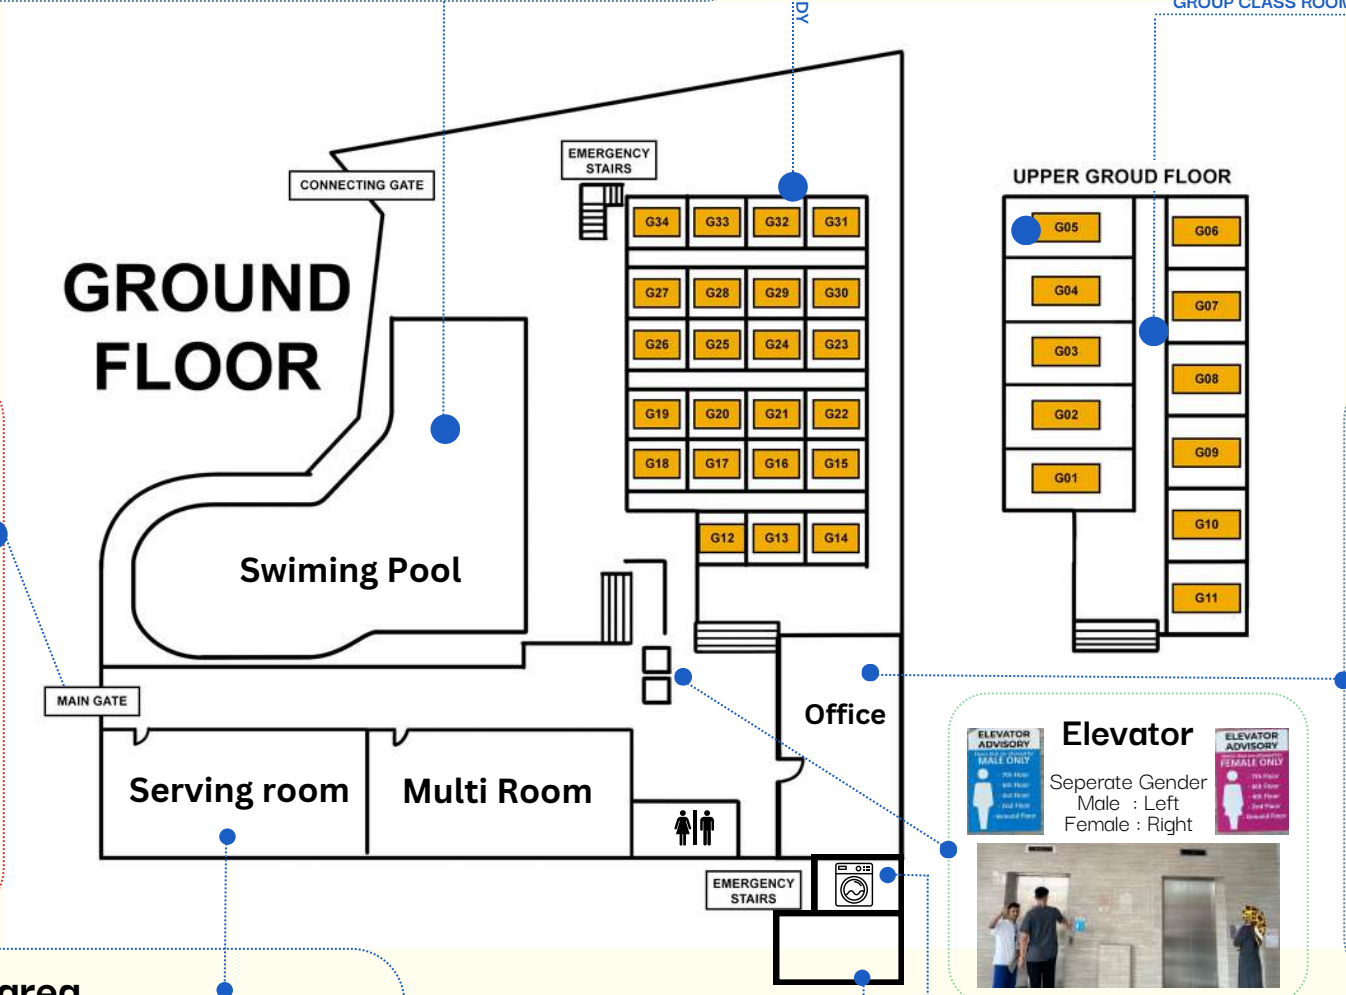 DY
GROUP CLASS ROOM
EMERGENCY
STAIRS
CONNECTING GATE
UPPER GROUD FLOOR
GROUND
FLOOR
G34 G33 G32 G31
G27 G28 G29 G30
G26 G25 G24 G23
G19 G20 G21 G22
G18 G17 G16 G15
G12 G13 G14
G05
G04
G03
G02
G01
G06
G07
G08
G09
G10
G11
Swiming Pool
MAIN GATE
Office
Serving room
Multi Room
EMERGENCY
STAIRS
Elevator
ELEVATOR
ADVISORY
MALE ONLY
ELEVATOR
ADVISORY
FEMALE ONLY
Seperate Gender
Male : Left
Female : Right
area